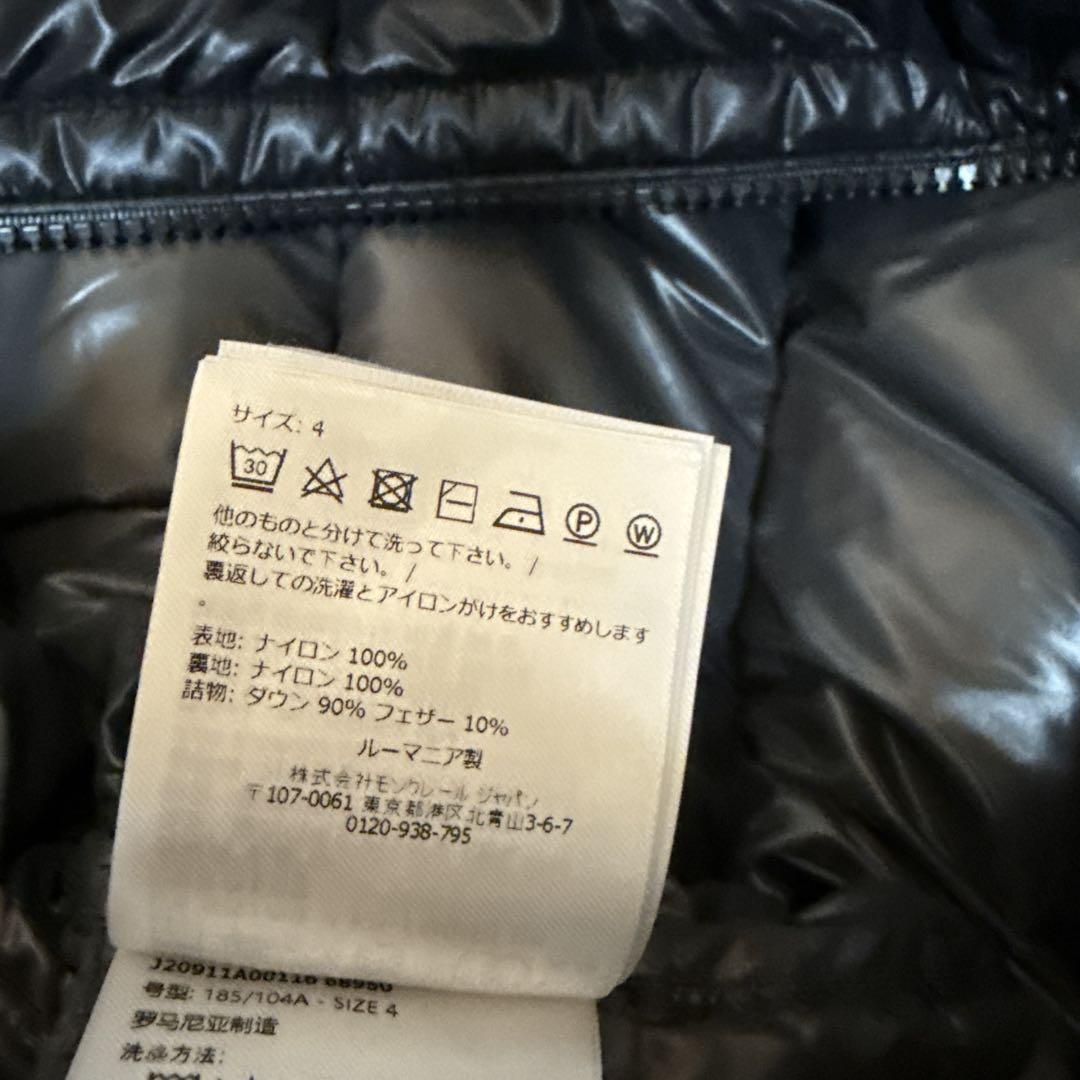 サイズ: 4
30
P W
他のものと分けて洗って下さい。/
絞らないで下さい。/
裏返しての洗濯とアイロンがけをおすすめします
。
表地: ナイロン 100%
裏地: ナイロン 100%
詰物: ダウン 90% フェザー 10%
ルーマニア製
株式会社モンクレール ジャパン
〒107-0061 東京都港区北青山3-6-7
0120-938-795
号型: 185/104A - SIZE 4
罗马尼亚制造
洗涤方法: